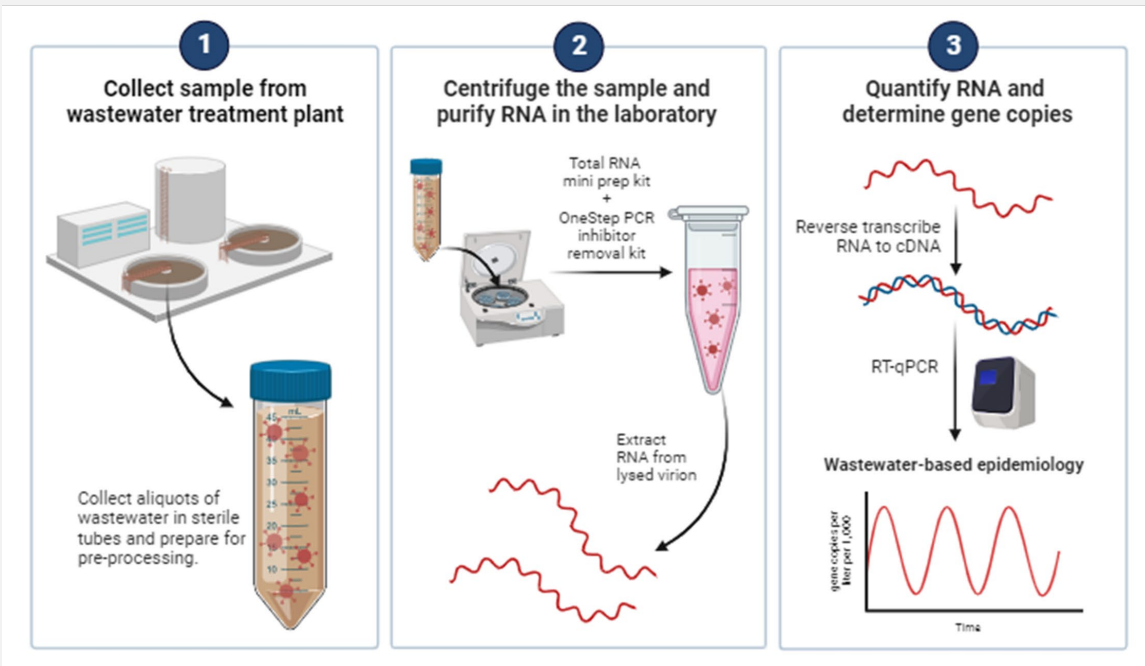 1
Collect sample from
wastewater treatment plant
Collect aliquots of
wastewater in sterile
tubes and prepare for
pre-processing.
45 mL
35
30
25
20
15
10
2
Centrifuge the sample and
purify RNA in the laboratory
Total RNA
mini prep kit
+
OneStep PCR
inhibitor
removal kit
Extract
RNA from
lysed virion
3
Quantify RNA and
determine gene copies
Reverse transcribe
RNA to cDNA
RT-qPCR
Wastewater-based epidemiology
gene copies per
liter per 1,000
Time